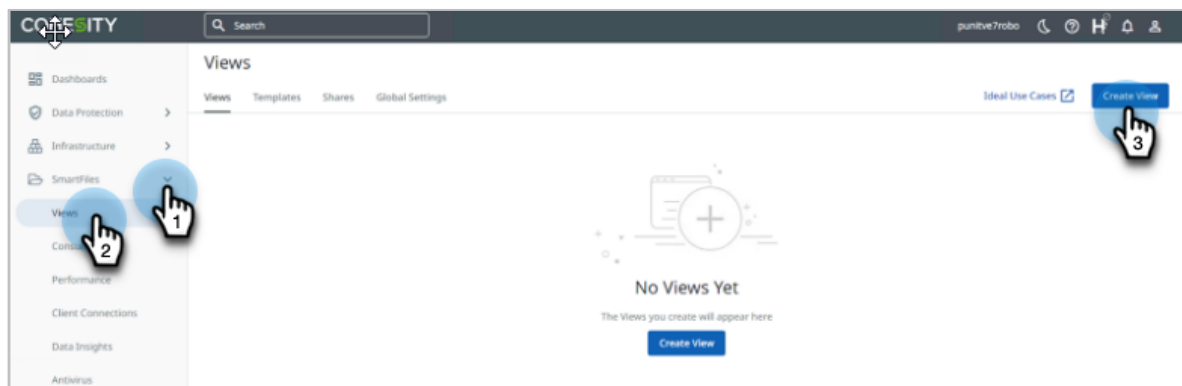 COHESITY
Search
punitve7robo
Views
Views Templates Shares Global Settings
Ideal Use Cases
Create View
3
Dashboards
Data Protection
Infrastructure
SmartFiles
1
Views
2
Performance
Client Connections
Data Insights
Antivirus
No Views Yet
The Views you create will appear here
Create View